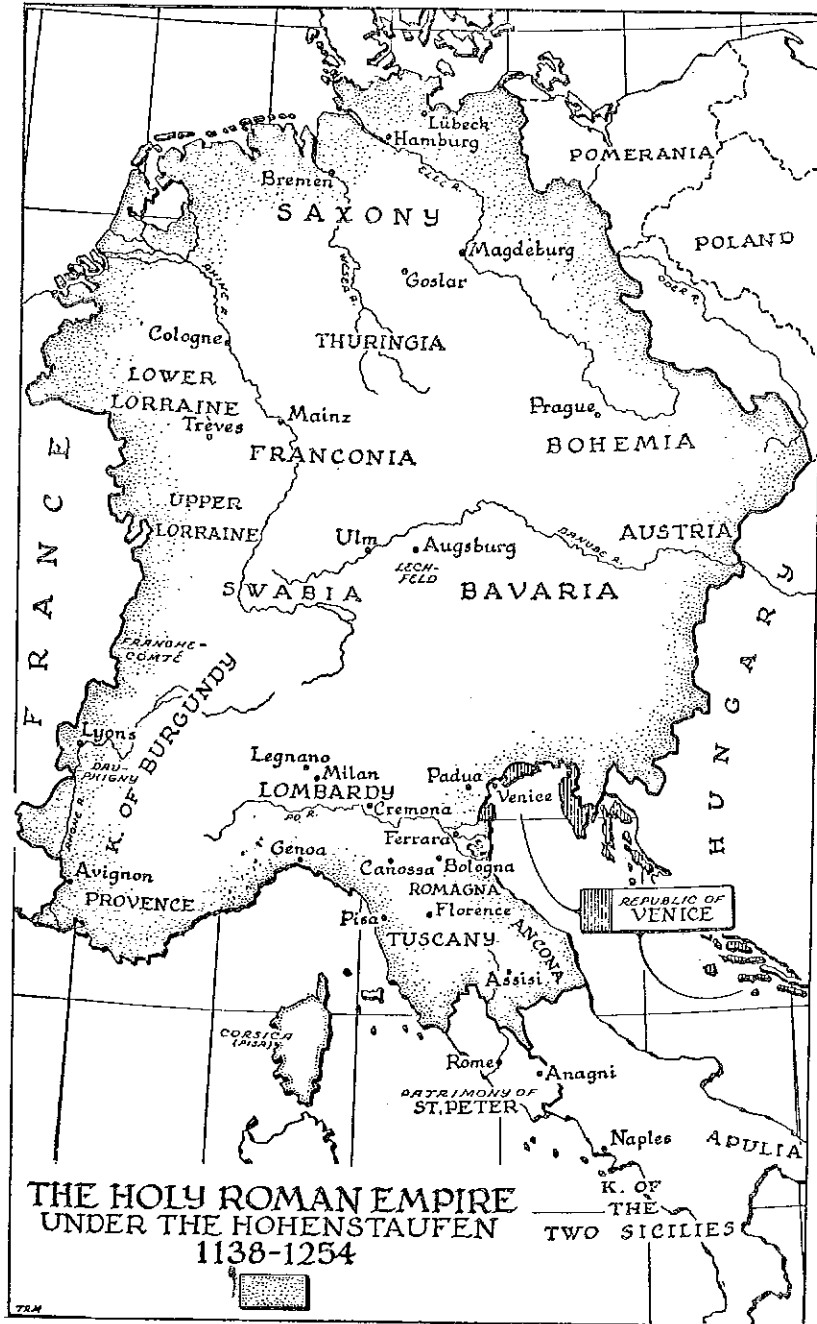 Lübeck
Hamburg
POMERANIA
Bremen
ELBE R.
SAXONY
POLAND
Magdeburg
WESER R.
RHINE R.
Goslar
ODER R.
Cologne
THURINGIA
LOWER
LORRAINE
Trèves
Mainz
Prague
FRANCONIA
BOHEMIA
FRANCE
UPPER
LORRAINE
AUSTRIA
Ulm
Augsburg
DANUBE R.
LECH-
FELD
SWABIA
BAVARIA
HUNGARY
FRANCHE-
COMTÉ
K. OF BURGUNDY
Lyons
DAU-
PHIGNY
RHONE R.
Legnano
Milan
LOMBARDY
Padua
Venice
PO R.
Cremona
Ferrara
Genoa
Canossa
Bologna
Avignon
ROMAGNA
PROVENCE
REPUBLIC OF
VENICE
Pisa
Florence
TUSCANY
ANCONA
Assisi
CORSICA
(PISA)
Rome
Anagni
PATRIMONY OF
ST. PETER
Naples
APULIA
K. OF
THE
TWO SICILIES
THE HOLY ROMAN EMPIRE
UNDER THE HOHENSTAUFEN
1138-1254
TRM